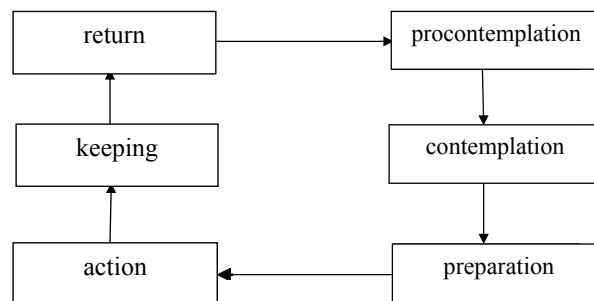 return
procontemplation
keeping
contemplation
action
preparation